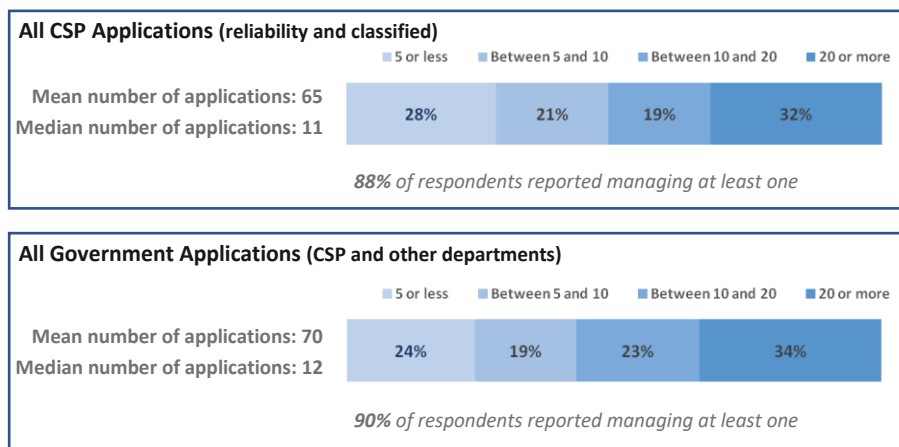 All CSP Applications (reliability and classified)
5 or less Between 5 and 10 Between 10 and 20 20 or more
Mean number of applications: 65
Median number of applications: 11
28% 21% 19% 32%
88% of respondents reported managing at least one
All Government Applications (CSP and other departments)
5 or less Between 5 and 10 Between 10 and 20 20 or more
Mean number of applications: 70
Median number of applications: 12
24% 19% 23% 34%
90% of respondents reported managing at least one